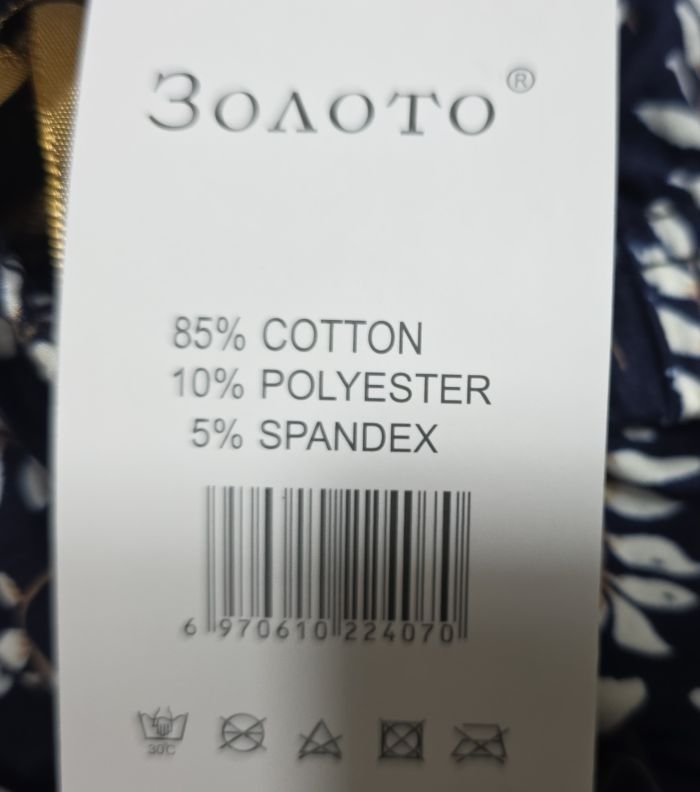 Золото®
85% COTTON
10% POLYESTER
5% SPANDEX
6 970610 224070
30°C